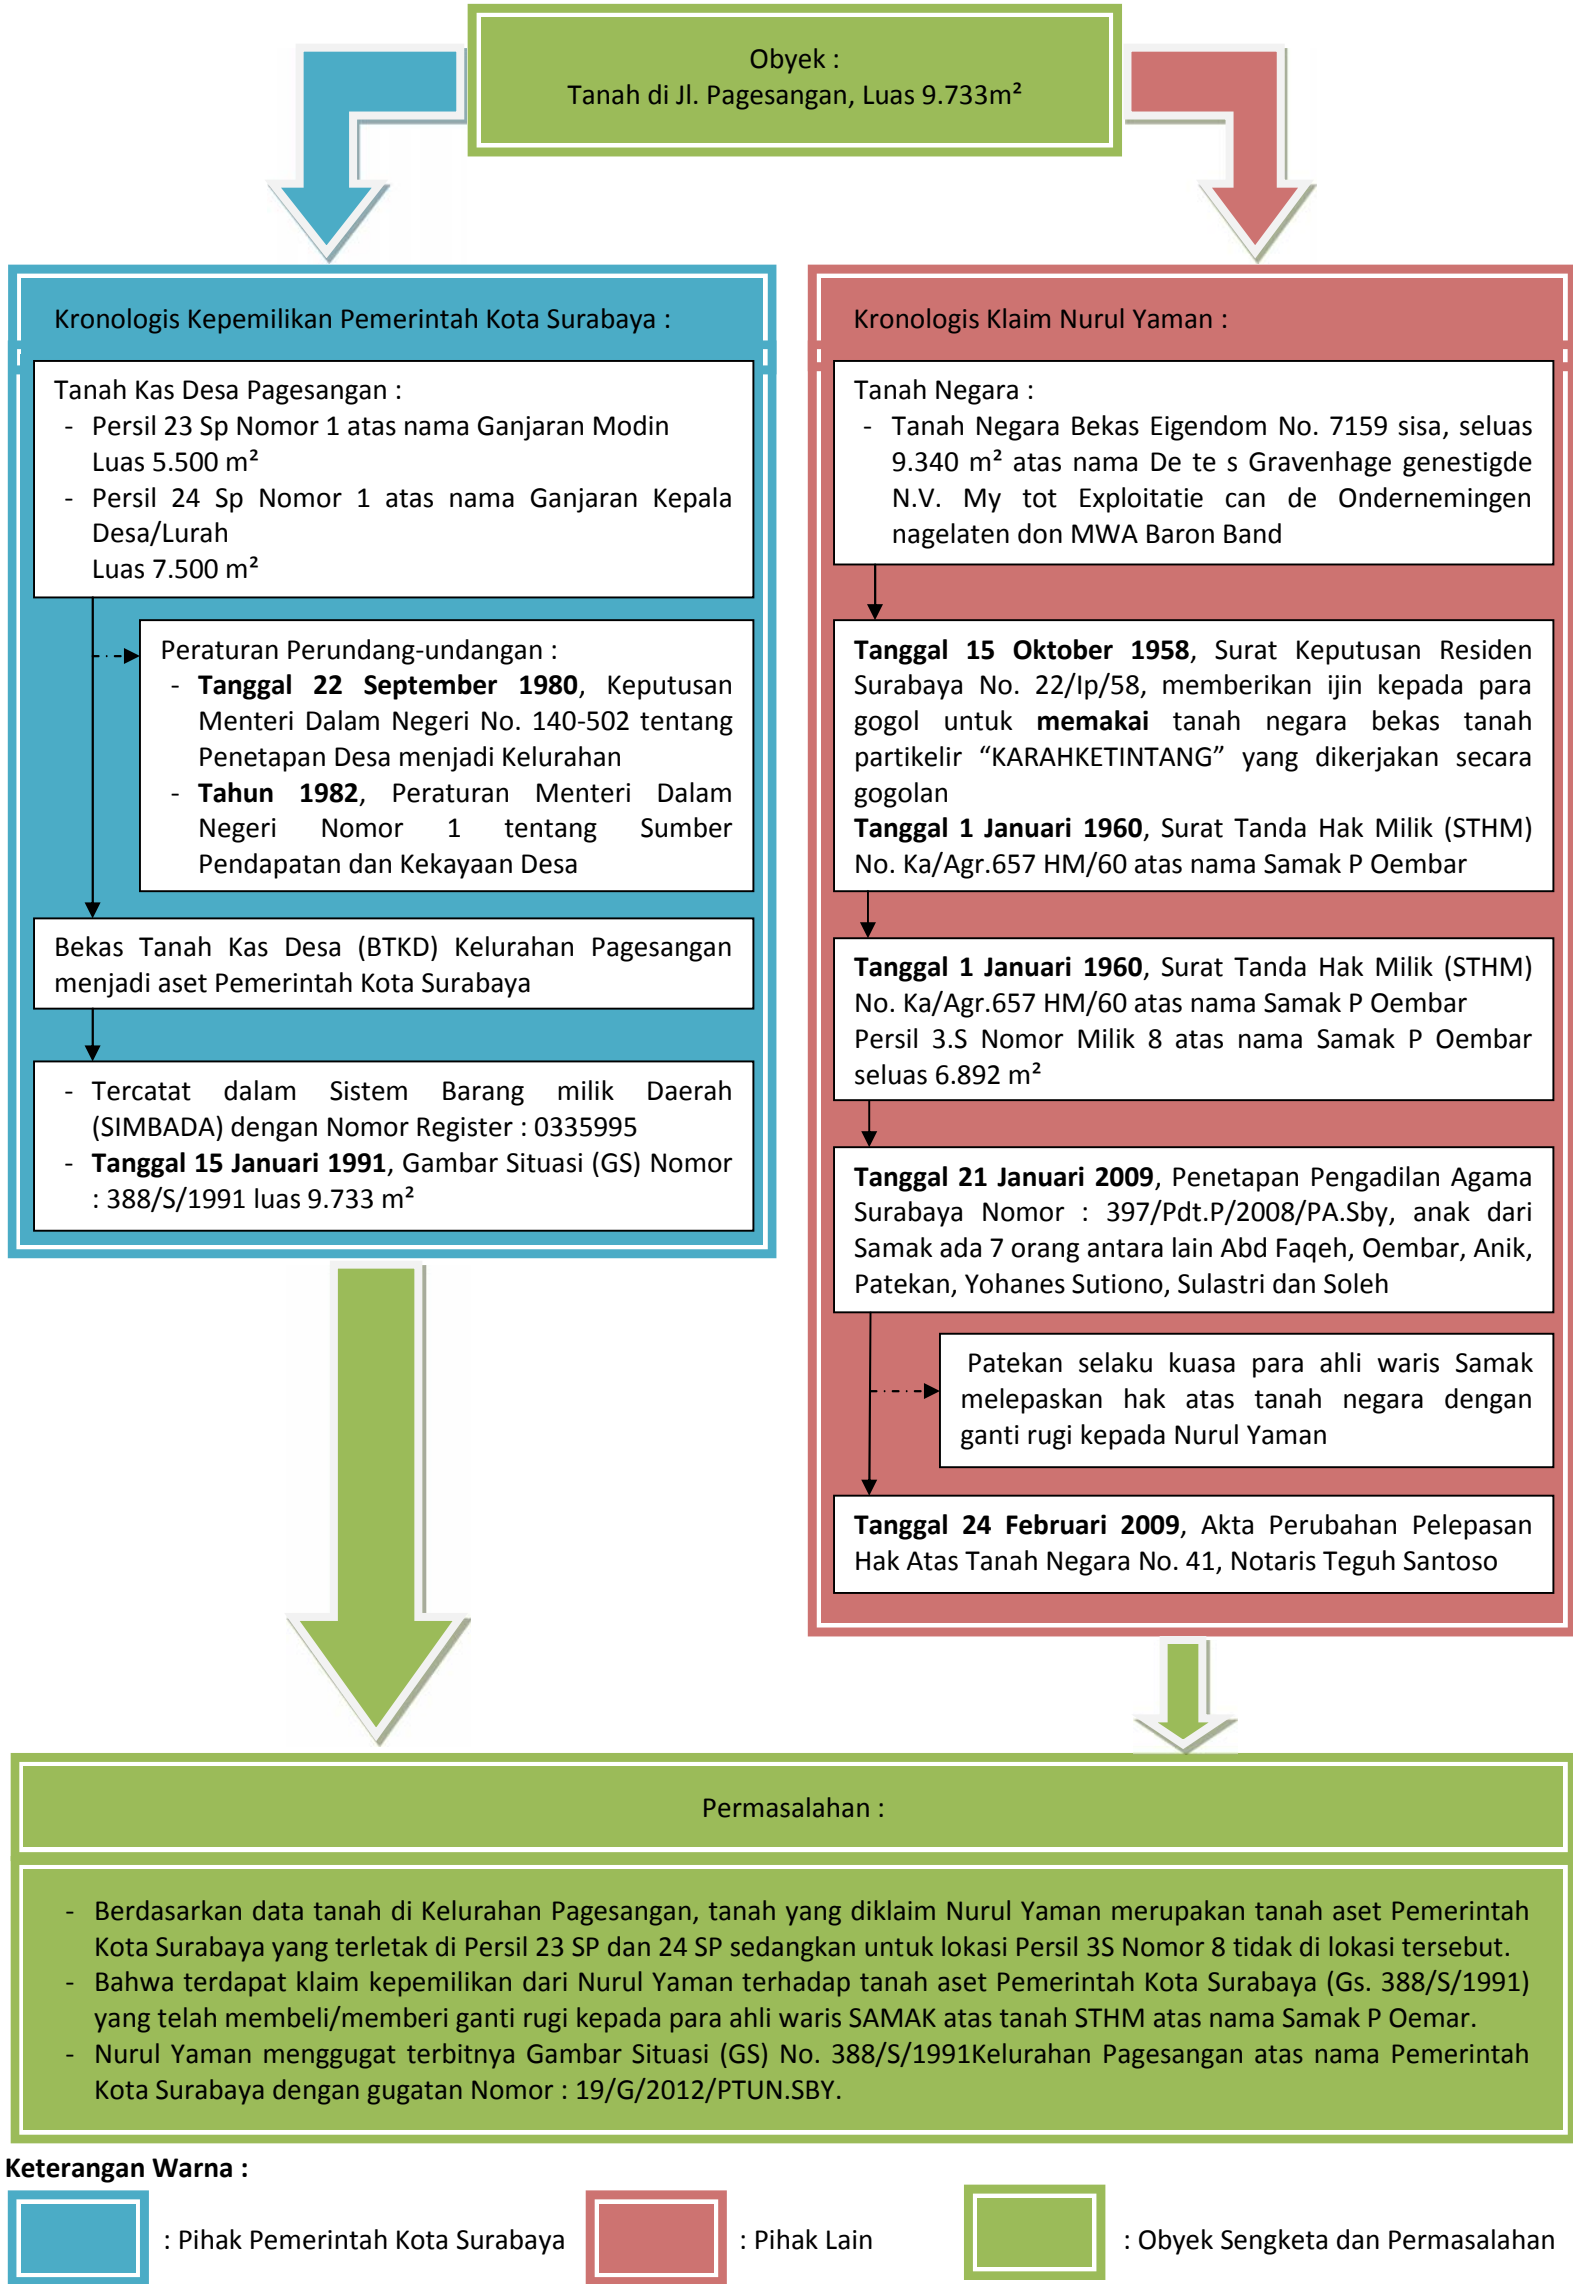 Obyek :
Tanah di Jl. Pagesangan, Luas 9.733m²
Kronologis Kepemilikan Pemerintah Kota Surabaya :
Tanah Kas Desa Pagesangan :
- Persil 23 Sp Nomor 1 atas nama Ganjaran Modin
Luas 5.500 m²
- Persil 24 Sp Nomor 1 atas nama Ganjaran Kepala
Desa/Lurah
Luas 7.500 m²
Peraturan Perundang-undangan :
- Tanggal 22 September 1980, Keputusan
Menteri Dalam Negeri No. 140-502 tentang
Penetapan Desa menjadi Kelurahan
- Tahun 1982, Peraturan Menteri Dalam
Negeri Nomor 1 tentang Sumber
Pendapatan dan Kekayaan Desa
Bekas Tanah Kas Desa (BTKD) Kelurahan Pagesangan
menjadi aset Pemerintah Kota Surabaya
- Tercatat dalam Sistem Barang milik Daerah
(SIMBADA) dengan Nomor Register : 0335995
- Tanggal 15 Januari 1991, Gambar Situasi (GS) Nomor
: 388/S/1991 luas 9.733 m²
Kronologis Klaim Nurul Yaman :
Tanah Negara :
- Tanah Negara Bekas Eigendom No. 7159 sisa, seluas
9.340 m² atas nama De te s Gravenhage genestigde
N.V. My tot Exploitatie can de Ondernemingen
nagelaten don MWA Baron Band
Tanggal 15 Oktober 1958, Surat Keputusan Residen
Surabaya No. 22/Ip/58, memberikan ijin kepada para
gogol untuk memakai tanah negara bekas tanah
partikelir “KARAHKETINTANG” yang dikerjakan secara
gogolan
Tanggal 1 Januari 1960, Surat Tanda Hak Milik (STHM)
No. Ka/Agr.657 HM/60 atas nama Samak P Oembar
Tanggal 1 Januari 1960, Surat Tanda Hak Milik (STHM)
No. Ka/Agr.657 HM/60 atas nama Samak P Oembar
Persil 3.S Nomor Milik 8 atas nama Samak P Oembar
seluas 6.892 m²
Tanggal 21 Januari 2009, Penetapan Pengadilan Agama
Surabaya Nomor : 397/Pdt.P/2008/PA.Sby, anak dari
Samak ada 7 orang antara lain Abd Faqeh, Oembar, Anik,
Patekan, Yohanes Sutiono, Sulastri dan Soleh
Patekan selaku kuasa para ahli waris Samak
melepaskan hak atas tanah negara dengan
ganti rugi kepada Nurul Yaman
Tanggal 24 Februari 2009, Akta Perubahan Pelepasan
Hak Atas Tanah Negara No. 41, Notaris Teguh Santoso
Permasalahan :
- Berdasarkan data tanah di Kelurahan Pagesangan, tanah yang diklaim Nurul Yaman merupakan tanah aset Pemerintah
Kota Surabaya yang terletak di Persil 23 SP dan 24 SP sedangkan untuk lokasi Persil 3S Nomor 8 tidak di lokasi tersebut.
- Bahwa terdapat klaim kepemilikan dari Nurul Yaman terhadap tanah aset Pemerintah Kota Surabaya (Gs. 388/S/1991)
yang telah membeli/memberi ganti rugi kepada para ahli waris SAMAK atas tanah STHM atas nama Samak P Oemar.
- Nurul Yaman menggugat terbitnya Gambar Situasi (GS) No. 388/S/1991Kelurahan Pagesangan atas nama Pemerintah
Kota Surabaya dengan gugatan Nomor : 19/G/2012/PTUN.SBY.
Keterangan Warna :
: Pihak Pemerintah Kota Surabaya
: Pihak Lain
: Obyek Sengketa dan Permasalahan